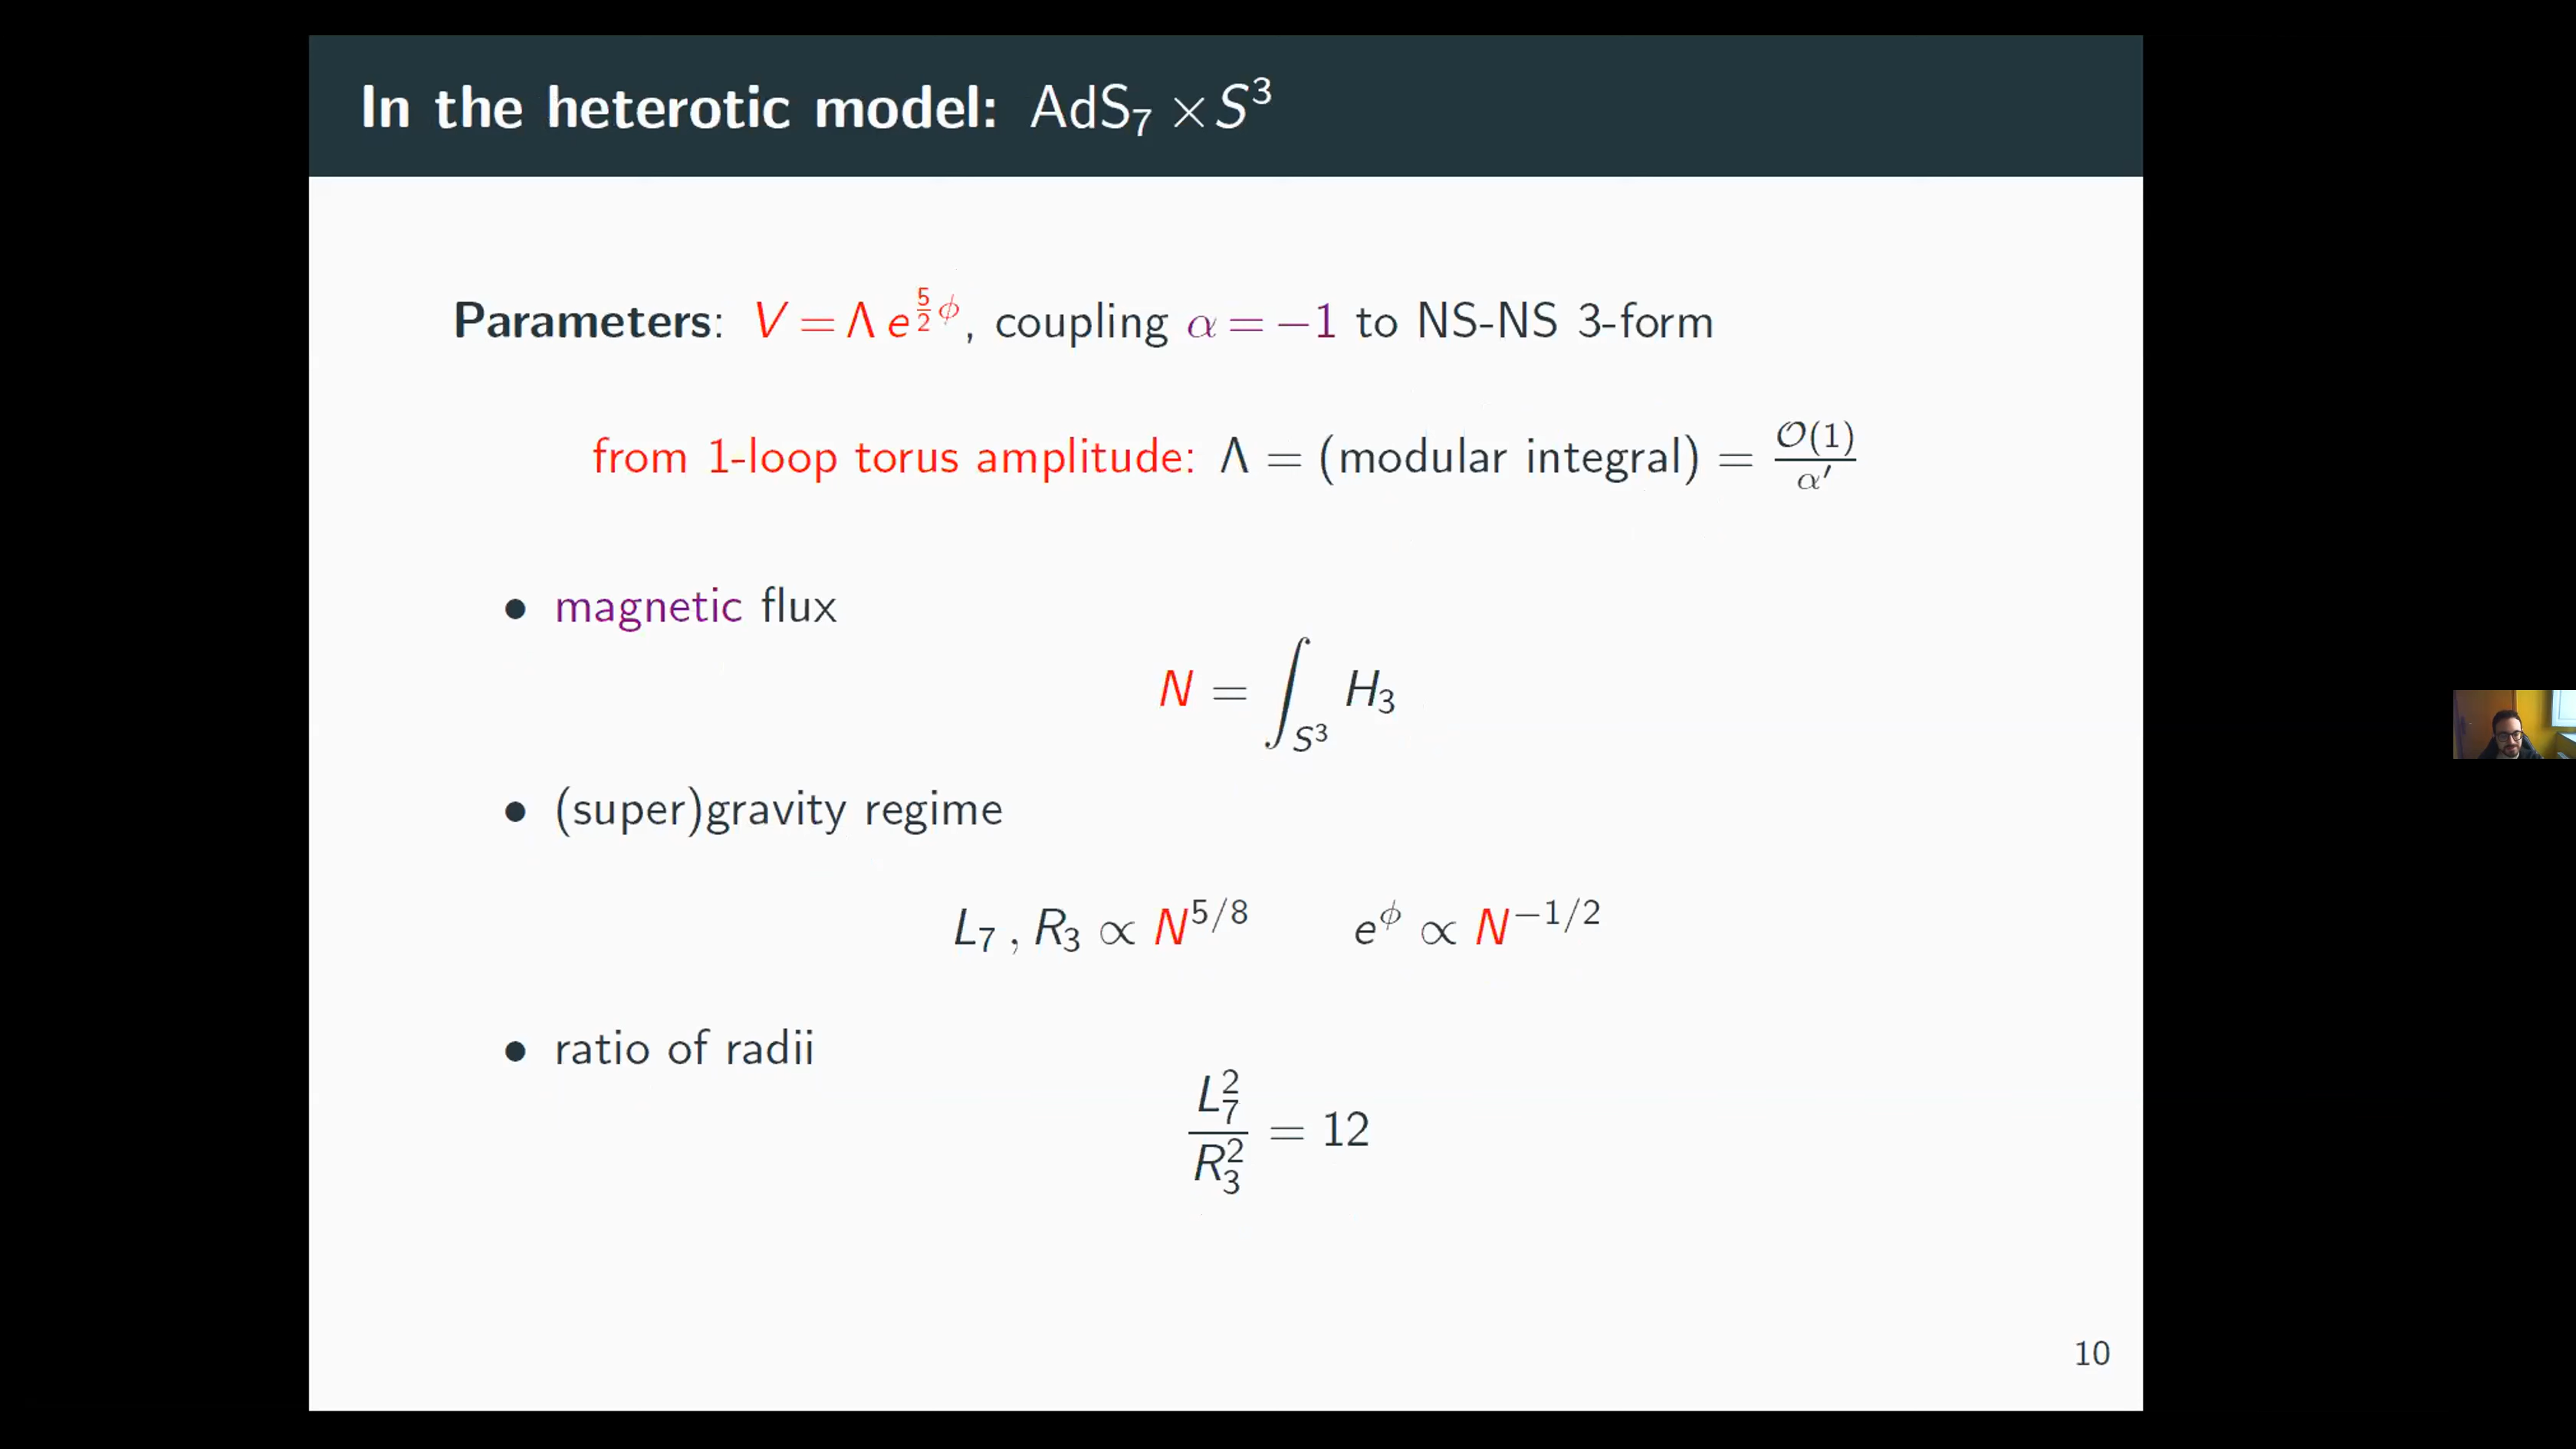 In the heterotic model: AdS₇ × S³
Parameters: V = Λ e^{5/2 ϕ}, coupling α = −1 to NS-NS 3-form
from 1-loop torus amplitude: Λ = (modular integral) = 𝒪(1)/α′
• magnetic flux
N = ∫_{S³} H₃
• (super)gravity regime
L₇ , R₃ ∝ N^{5/8} e^ϕ ∝ N^{−1/2}
• ratio of radii
L₇²/R₃² = 12
10